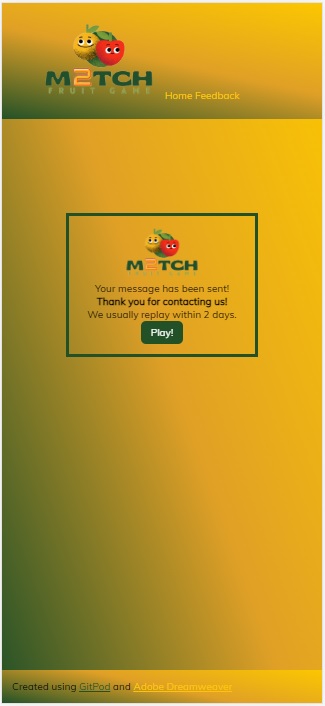 M2TCH
FRUIT GAME
Home Feedback
M2TCH
Your message has been sent!
Thank you for contacting us!
We usually replay within 2 days.
Play!
Created using GitPod and Adobe Dreamweaver